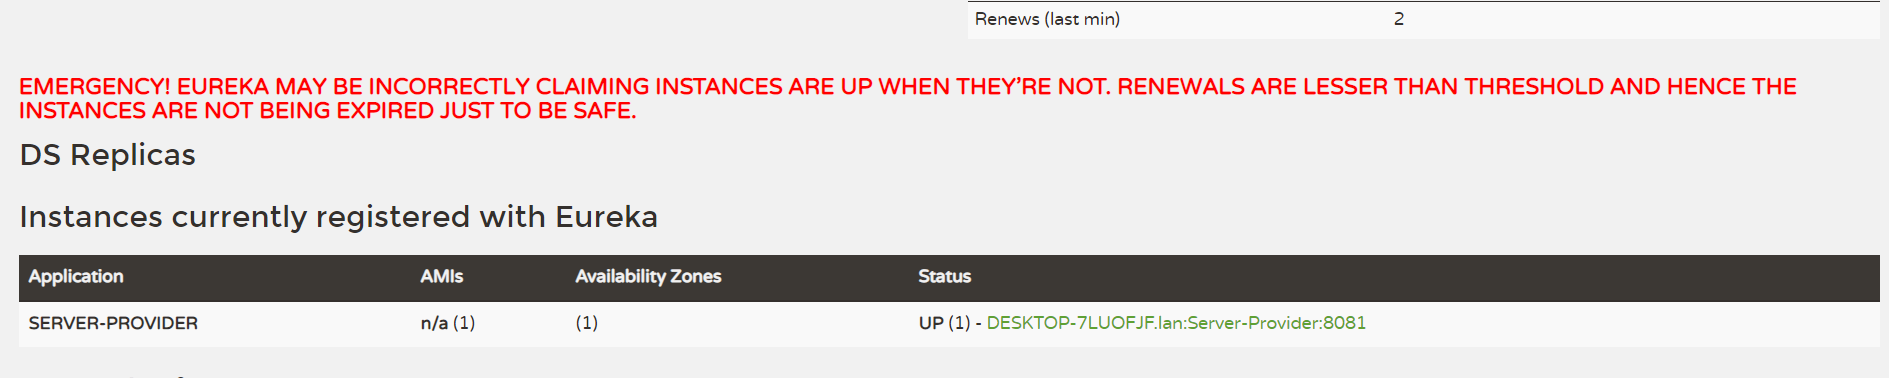 Renews (last min) 2
EMERGENCY! EUREKA MAY BE INCORRECTLY CLAIMING INSTANCES ARE UP WHEN THEY’RE NOT. RENEWALS ARE LESSER THAN THRESHOLD AND HENCE THE
INSTANCES ARE NOT BEING EXPIRED JUST TO BE SAFE.
DS Replicas
Instances currently registered with Eureka
Application AMIs Availability Zones Status
SERVER-PROVIDER n/a (1) (1) UP (1) - DESKTOP-7LUOFJF.lan:Server-Provider:8081